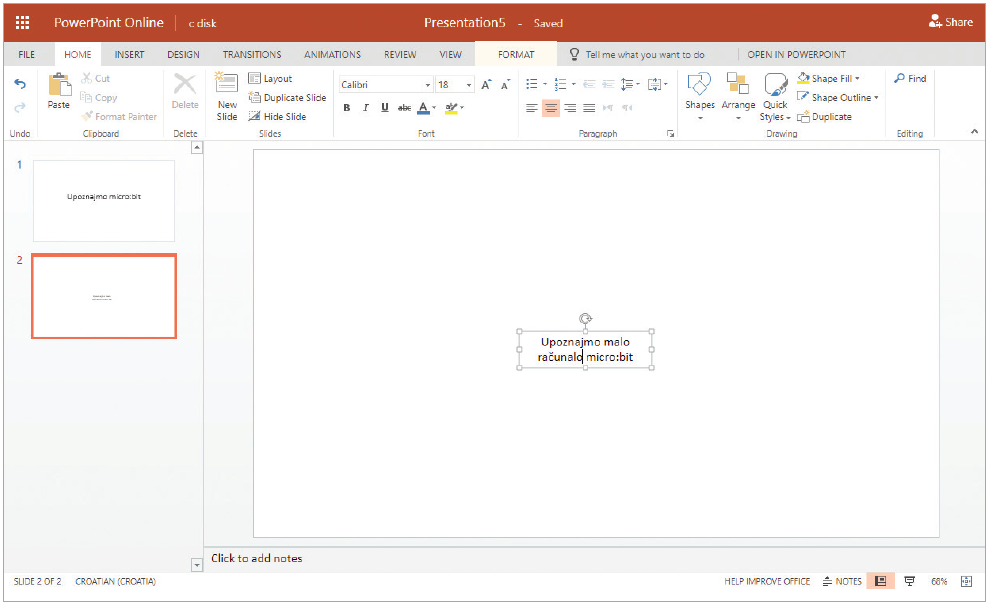 PowerPoint Online c disk Presentation5 - Saved Share
FILE HOME INSERT DESIGN TRANSITIONS ANIMATIONS REVIEW VIEW FORMAT Tell me what you want to do OPEN IN POWERPOINT
Cut Layout Calibri 18 Shape Fill Find
Copy Duplicate Slide Shape Outline
Paste Delete New Slide Shapes Arrange Quick Styles
Format Painter Hide Slide B I U abc A ab Duplicate
Undo Clipboard Delete Slides Font Paragraph Drawing Editing
1
Upoznajmo micro:bit
2
Upoznajmo malo
računalo micro:bit
Click to add notes
SLIDE 2 OF 2 CROATIAN (CROATIA) HELP IMPROVE OFFICE NOTES 68%